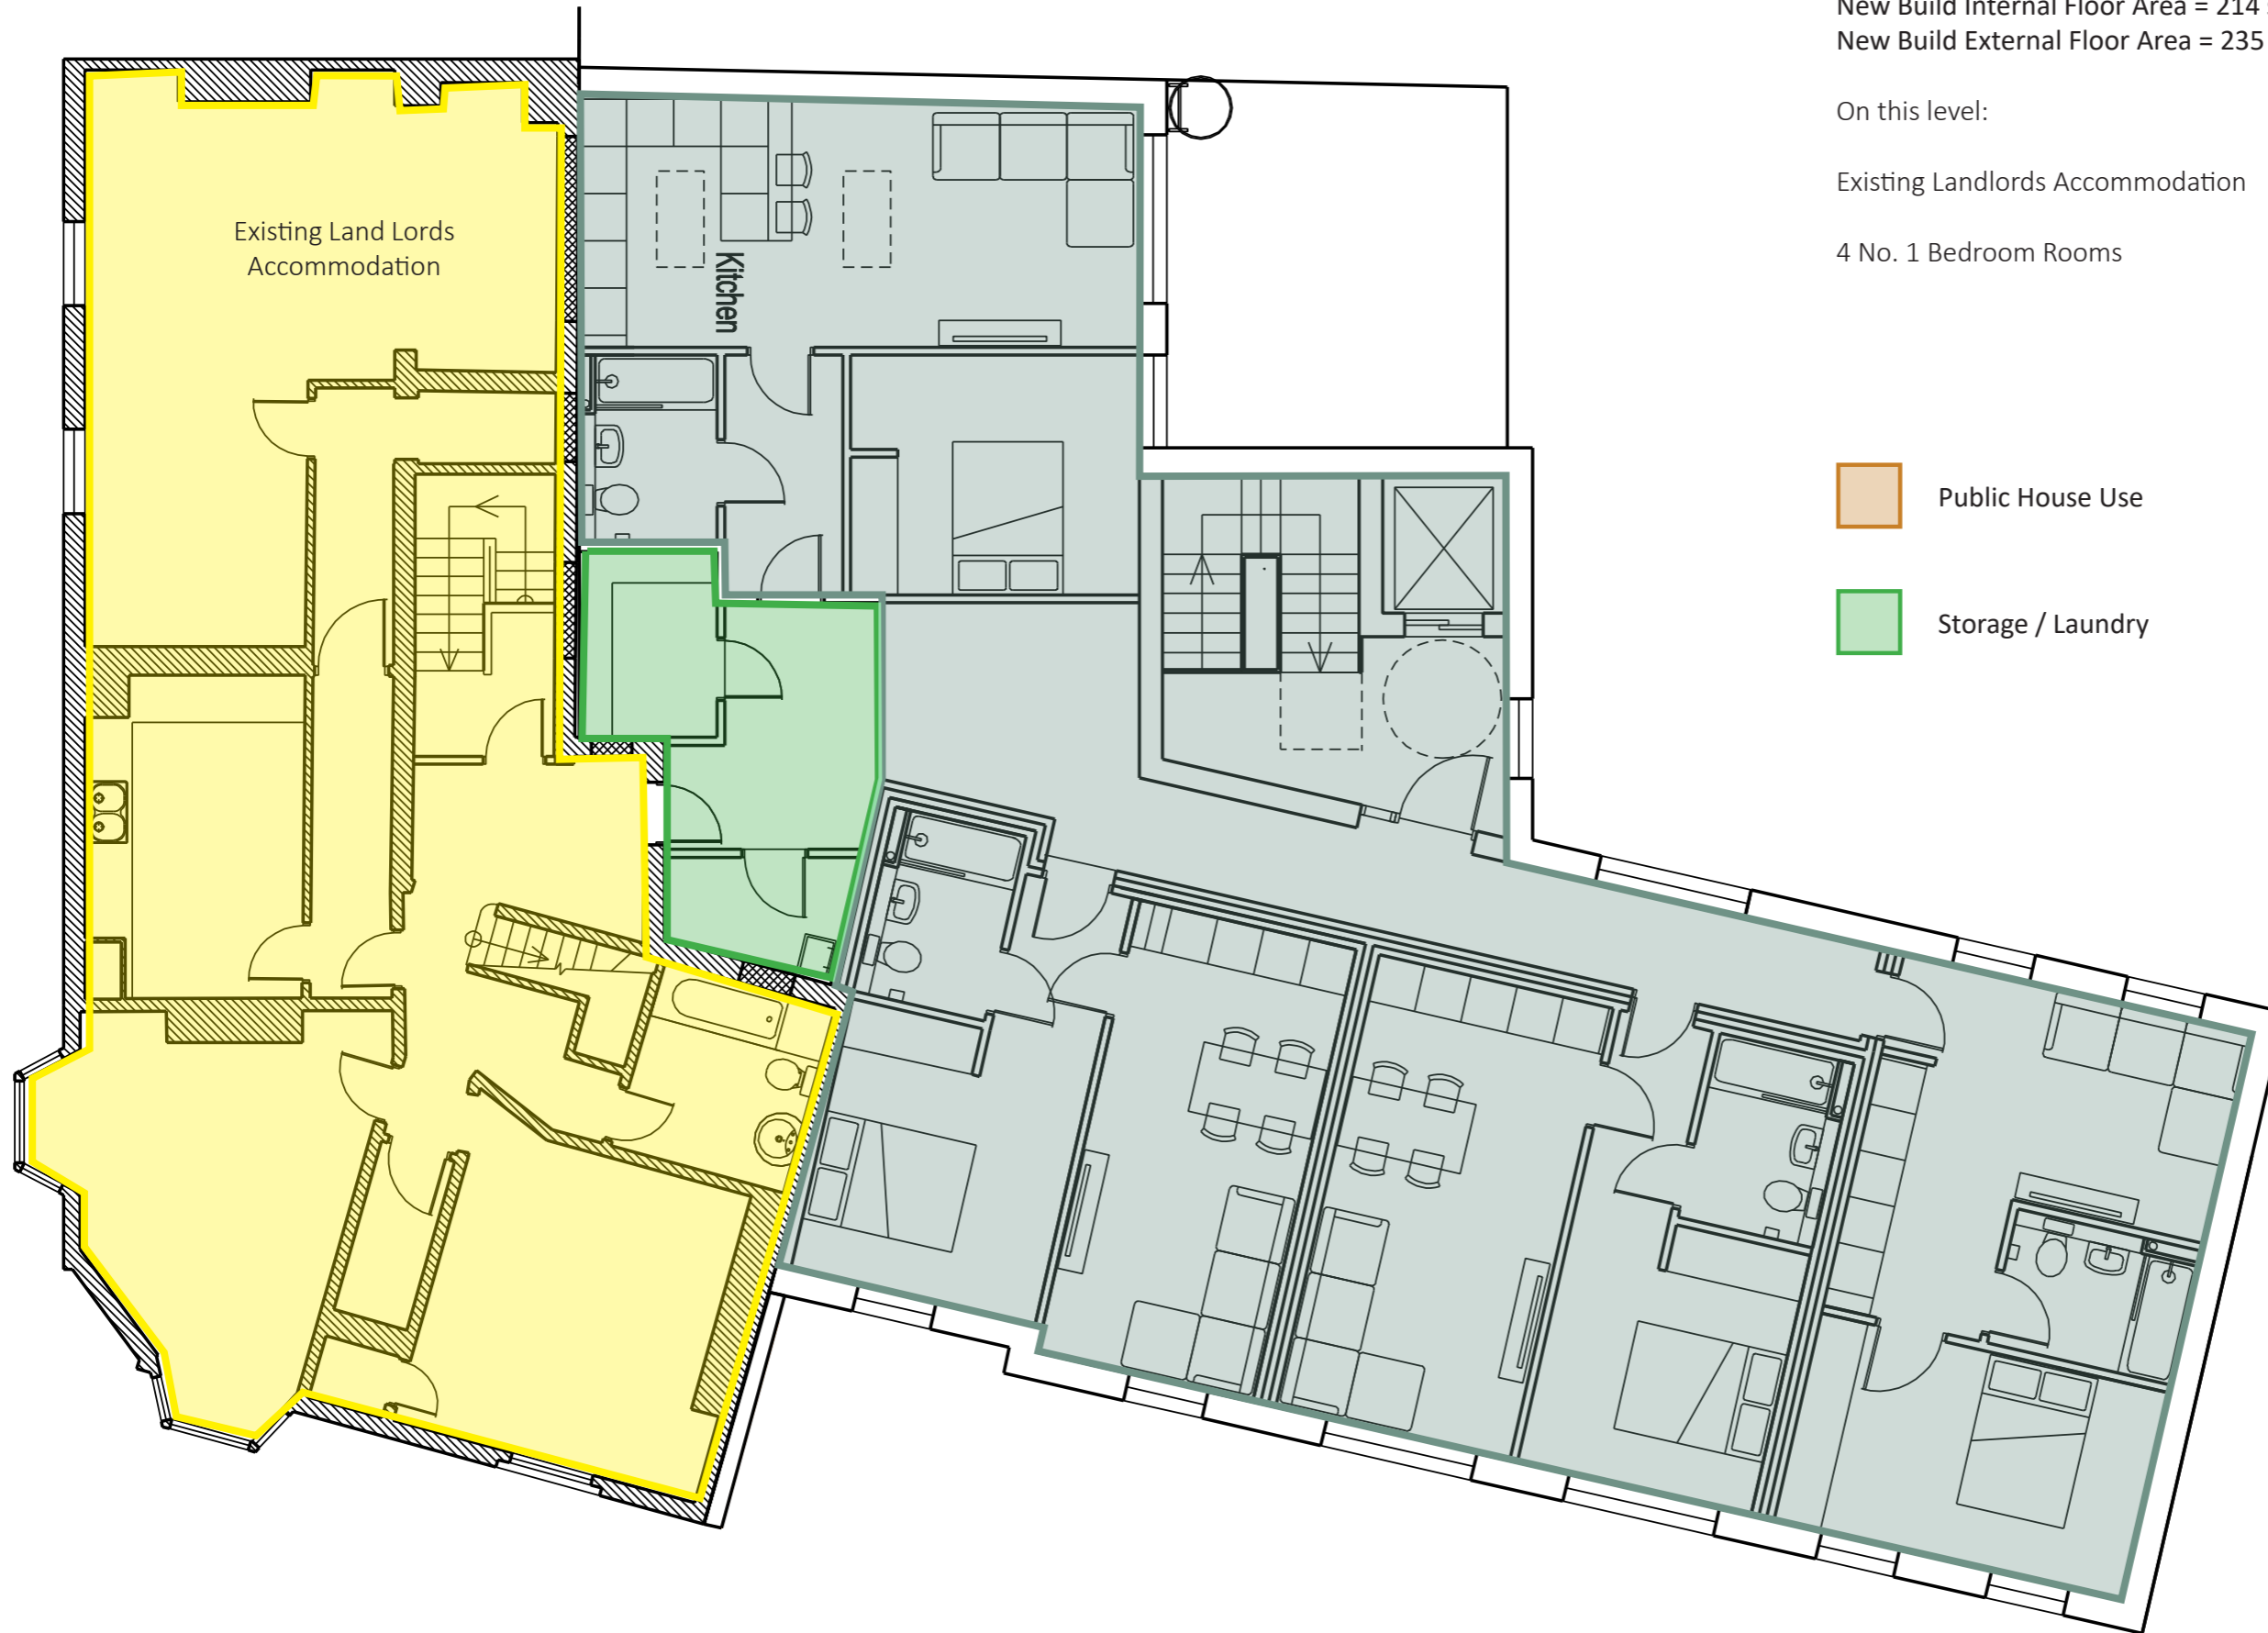 New Build Internal Floor Area = 214
New Build External Floor Area = 235
On this level:
Existing Landlords Accommodation
4 No. 1 Bedroom Rooms
Existing Land Lords
Accommodation
Kitchen
Public House Use
Storage / Laundry